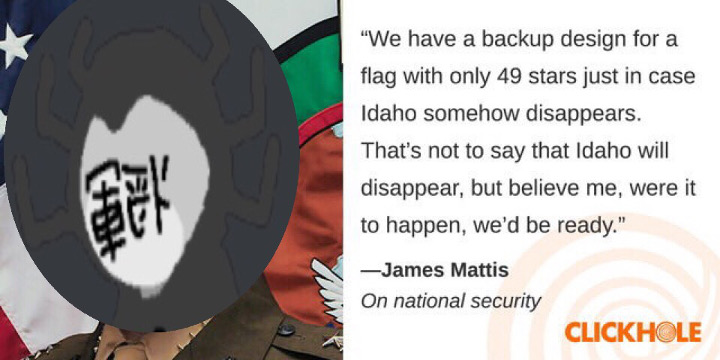 将軍
“We have a backup design for a
flag with only 49 stars just in case
Idaho somehow disappears.
That’s not to say that Idaho will
disappear, but believe me, were it
to happen, we’d be ready.”
—James Mattis
On national security
CLICKHOLE